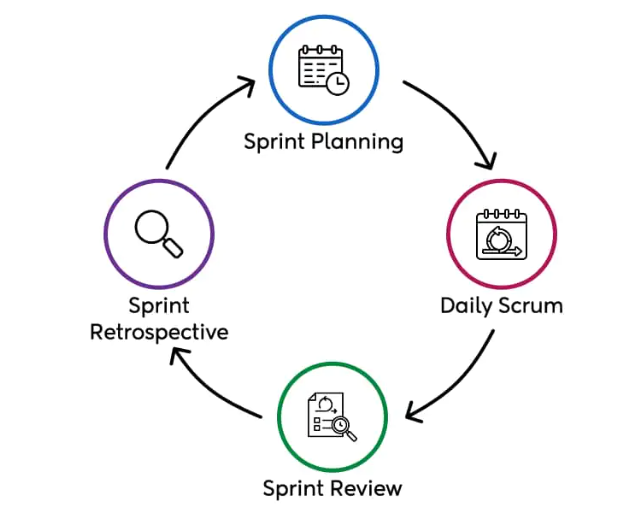 Sprint Planning
Daily Scrum
Sprint Review
Sprint
Retrospective